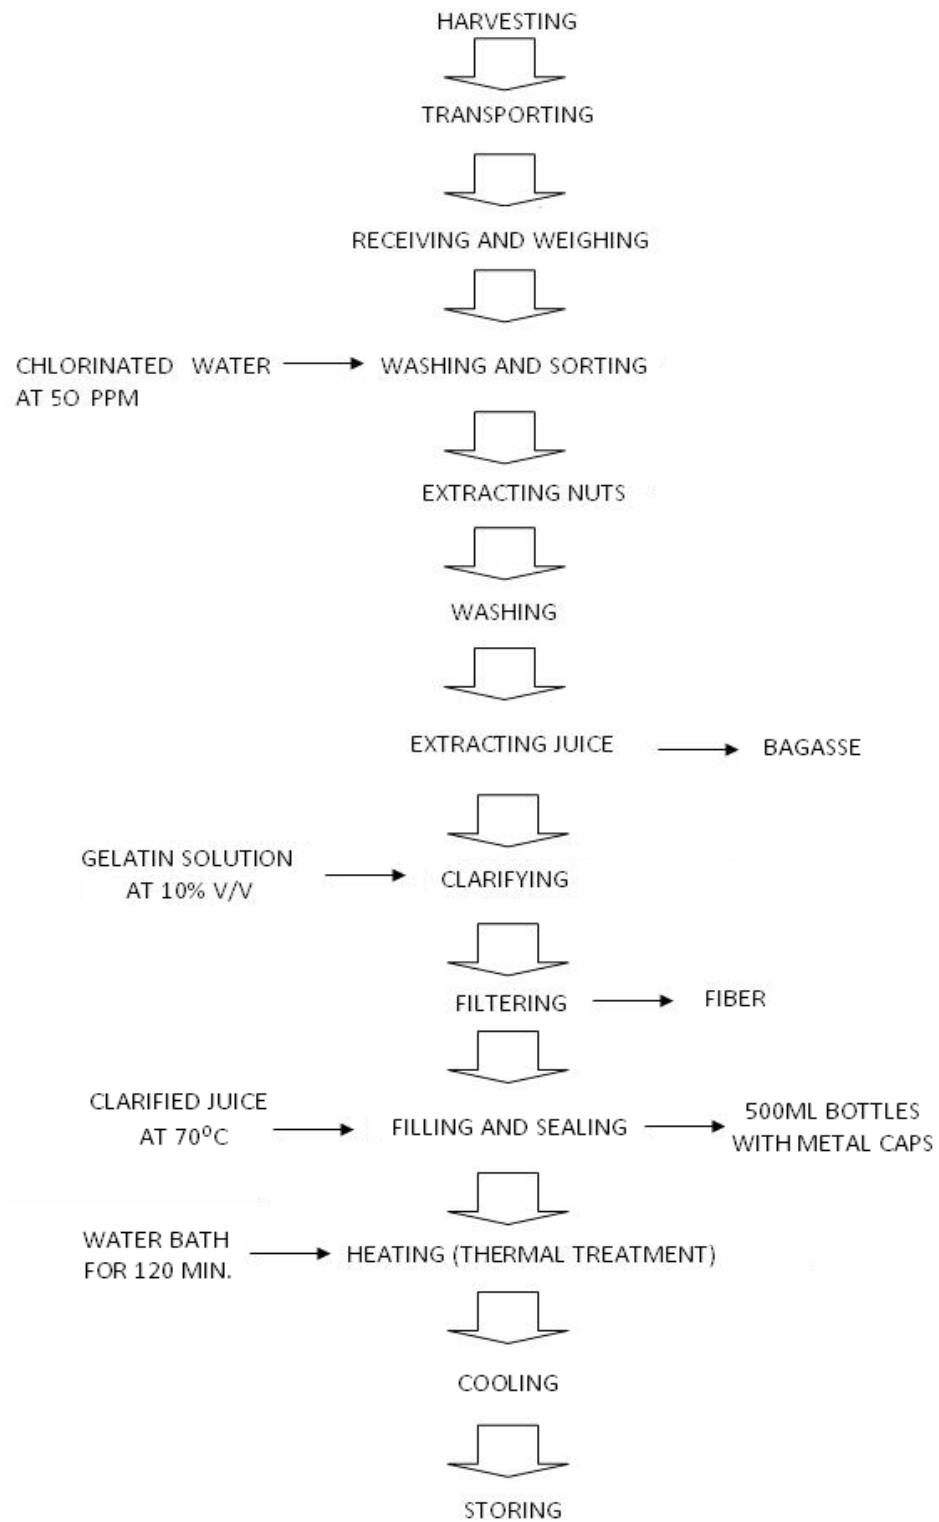 HARVESTING
TRANSPORTING
RECEIVING AND WEIGHING
CHLORINATED WATER
AT 5O PPM
WASHING AND SORTING
EXTRACTING NUTS
WASHING
EXTRACTING JUICE
BAGASSE
GELATIN SOLUTION
AT 10% V/V
CLARIFYING
FILTERING
FIBER
CLARIFIED JUICE
AT 70⁰C
FILLING AND SEALING
500ML BOTTLES
WITH METAL CAPS
WATER BATH
FOR 120 MIN.
HEATING (THERMAL TREATMENT)
COOLING
STORING